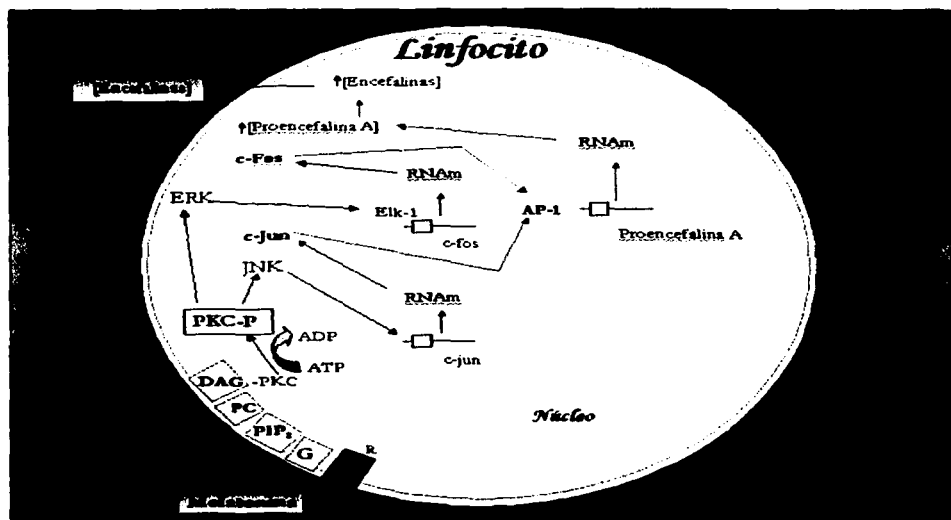 Linfocito
↑[Encefalinas]
↑[Proencefalina A]
RNAm
c-Fos
RNAm
ERK
Elk-1
AP-1
c-fos
Proencefalina A
c-Jun
JNK
RNAm
PKC-P
ADP
ATP
c-jun
DAG -PKC
PC
PIP₂
G
R
Núcleo